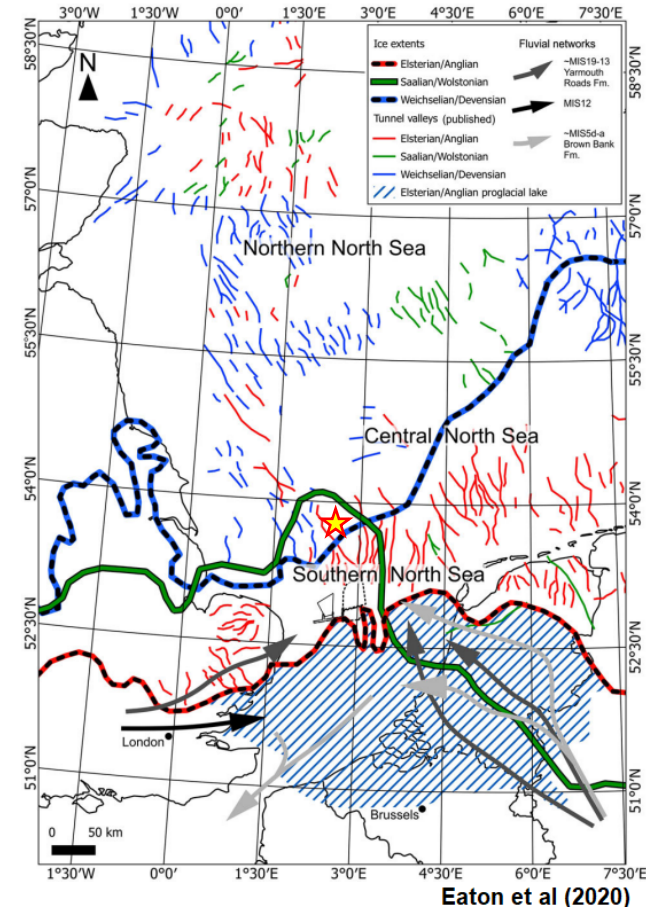 3°0'W
1°30'W
0°0'
1°30'E
3°0'E
4°30'E
6°0'E
7°30'E
58°30'N
57°0'N
55°30'N
54°0'N
52°30'N
51°0'N
58°30'N
57°0'N
55°30'N
54°0'N
52°30'N
51°0'N
N
Ice extents
Elsterian/Anglian
Saalian/Wolstonian
Weichselian/Devensian
Tunnel valleys (published)
Elsterian/Anglian
Saalian/Wolstonian
Weichselian/Devensian
Elsterian/Anglian proglacial lake
Fluvial networks
~MIS19-13
Yarmouth
Roads Fm.
MIS12
~MIS5d-a
Brown Bank
Fm.
Northern North Sea
Central North Sea
Southern North Sea
London
Brussels
0 50 km
1°30'W
0°0'
1°30'E
3°0'E
4°30'E
6°0'E
7°30'E
Eaton et al (2020)